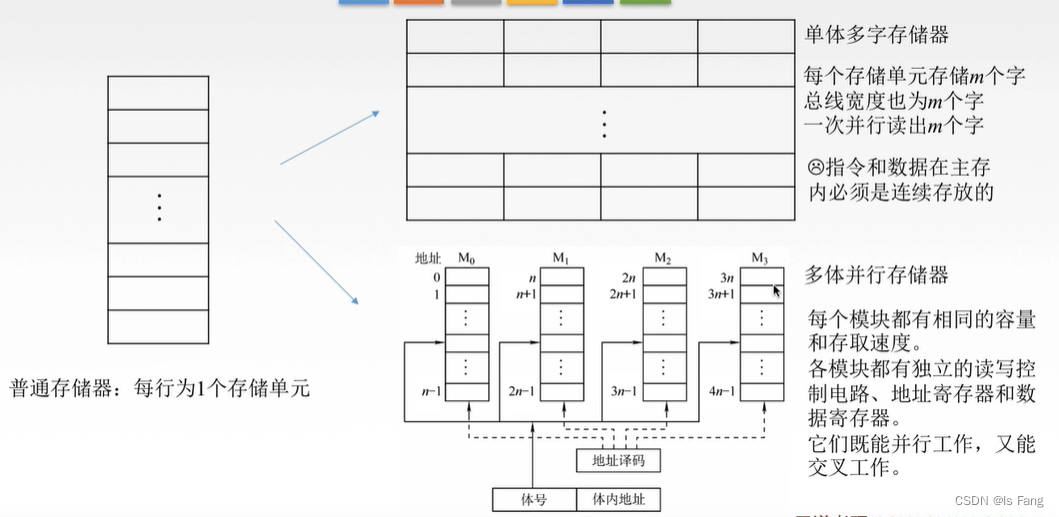 单体多字存储器
每个存储单元存储m个字
总线宽度也为m个字
一次并行读出m个字
☹指令和数据在主存
内必须是连续存放的
普通存储器：每行为1个存储单元
地址 M₀ M₁ M₂ M₃
0 n 2n 3n
1 n+1 2n+1 3n+1
n−1 2n−1 3n−1 4n−1
地址译码
体号 体内地址
多体并行存储器
每个模块都有相同的容量
和存取速度。
各模块都有独立的读写控
制电路、地址寄存器和数
据寄存器。
它们既能并行工作，又能
交叉工作。
CSDN @Is Fang